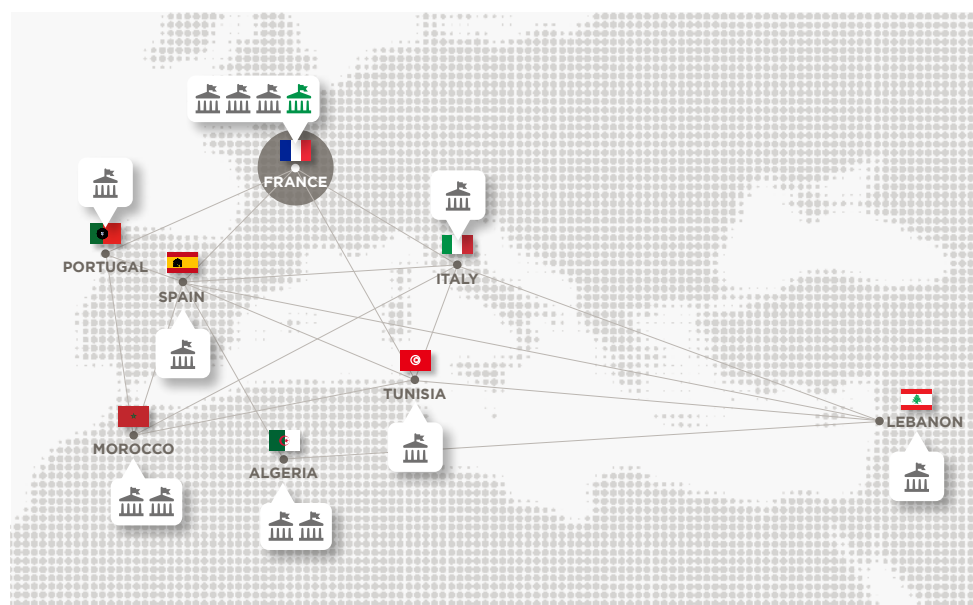 FRANCE
PORTUGAL
SPAIN
ITALY
TUNISIA
LEBANON
MOROCCO
ALGERIA